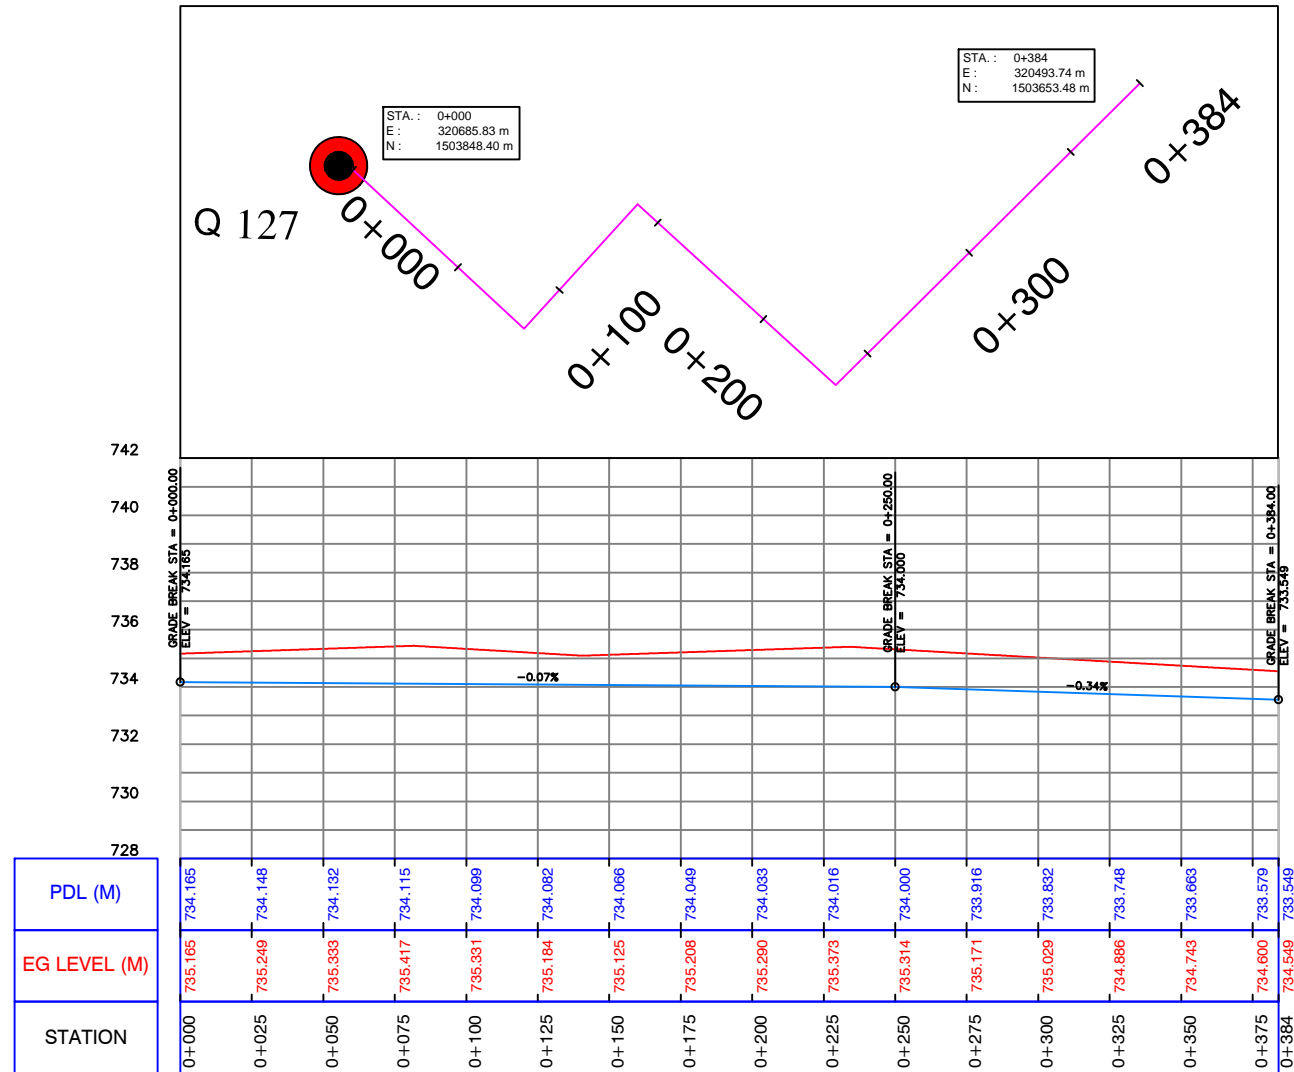 STA. : 0+000
E : 320685.83 m
N : 1503848.40 m
STA. : 0+384
E : 320493.74 m
N : 1503653.48 m
Q 127
0+000
0+100
0+200
0+300
0+384
742
740
738
736
734
732
730
728
GRADE BREAK STA = 0+000.00
ELEV = 734.165
GRADE BREAK STA = 0+250.00
ELEV = 734.000
GRADE BREAK STA = 0+384.00
ELEV = 733.549
-0.07%
-0.34%
PDL (M) 734.165 734.148 734.132 734.115 734.099 734.082 734.066 734.049 734.033 734.016 734.000 733.916 733.832 733.748 733.663 733.579 733.549
EG LEVEL (M) 735.165 735.249 735.333 735.417 735.331 735.184 735.125 735.208 735.290 735.373 735.314 735.171 735.029 734.886 734.743 734.600 734.549
STATION 0+000 0+025 0+050 0+075 0+100 0+125 0+150 0+175 0+200 0+225 0+250 0+275 0+300 0+325 0+350 0+375 0+384